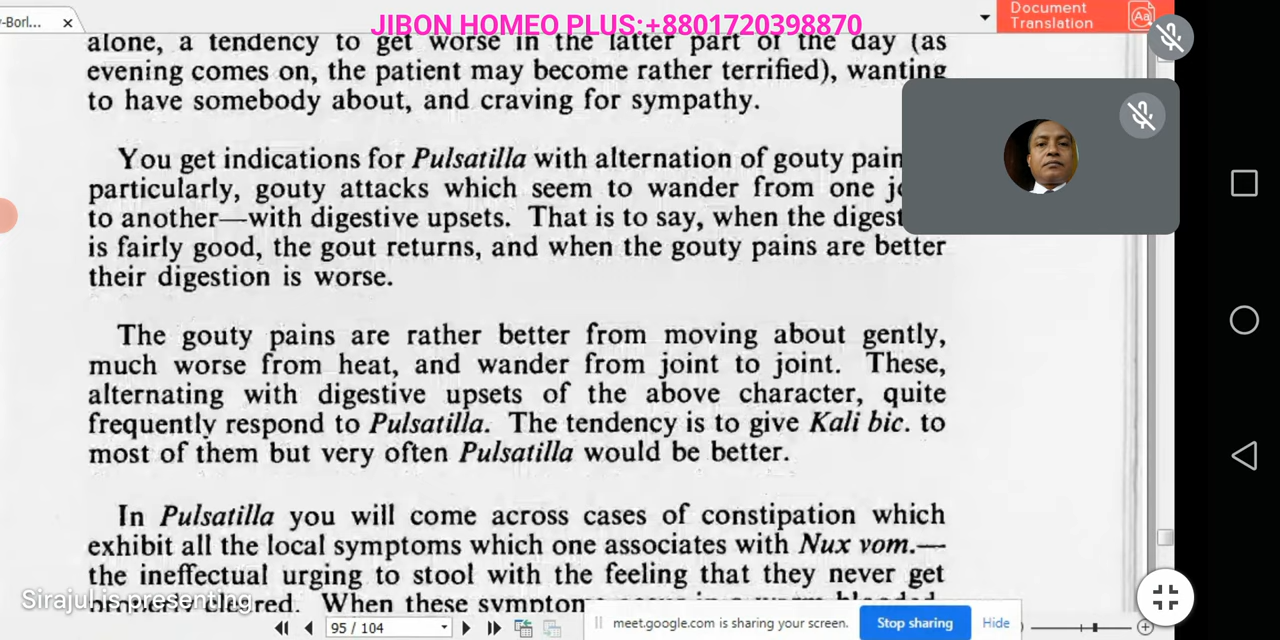 -Borl...
JIBON HOMEO PLUS:+8801720398870
Document
Translation
Aa
alone, a tendency to get worse in the latter part of the day (as
evening comes on, the patient may become rather terrified), wanting
to have somebody about, and craving for sympathy.
You get indications for Pulsatilla with alternation of gouty pain
particularly, gouty attacks which seem to wander from one
to another—with digestive upsets. That is to say, when the digest
is fairly good, the gout returns, and when the gouty pains are better
their digestion is worse.
The gouty pains are rather better from moving about gently,
much worse from heat, and wander from joint to joint. These,
alternating with digestive upsets of the above character, quite
frequently respond to Pulsatilla. The tendency is to give Kali bic. to
most of them but very often Pulsatilla would be better.
In Pulsatilla you will come across cases of constipation which
exhibit all the local symptoms which one associates with Nux vom.—
the ineffectual urging to stool with the feeling that they never get
When these symptom
Sirajul is presenting
meet.google.com is sharing your screen.
Stop sharing
Hide
95 / 104